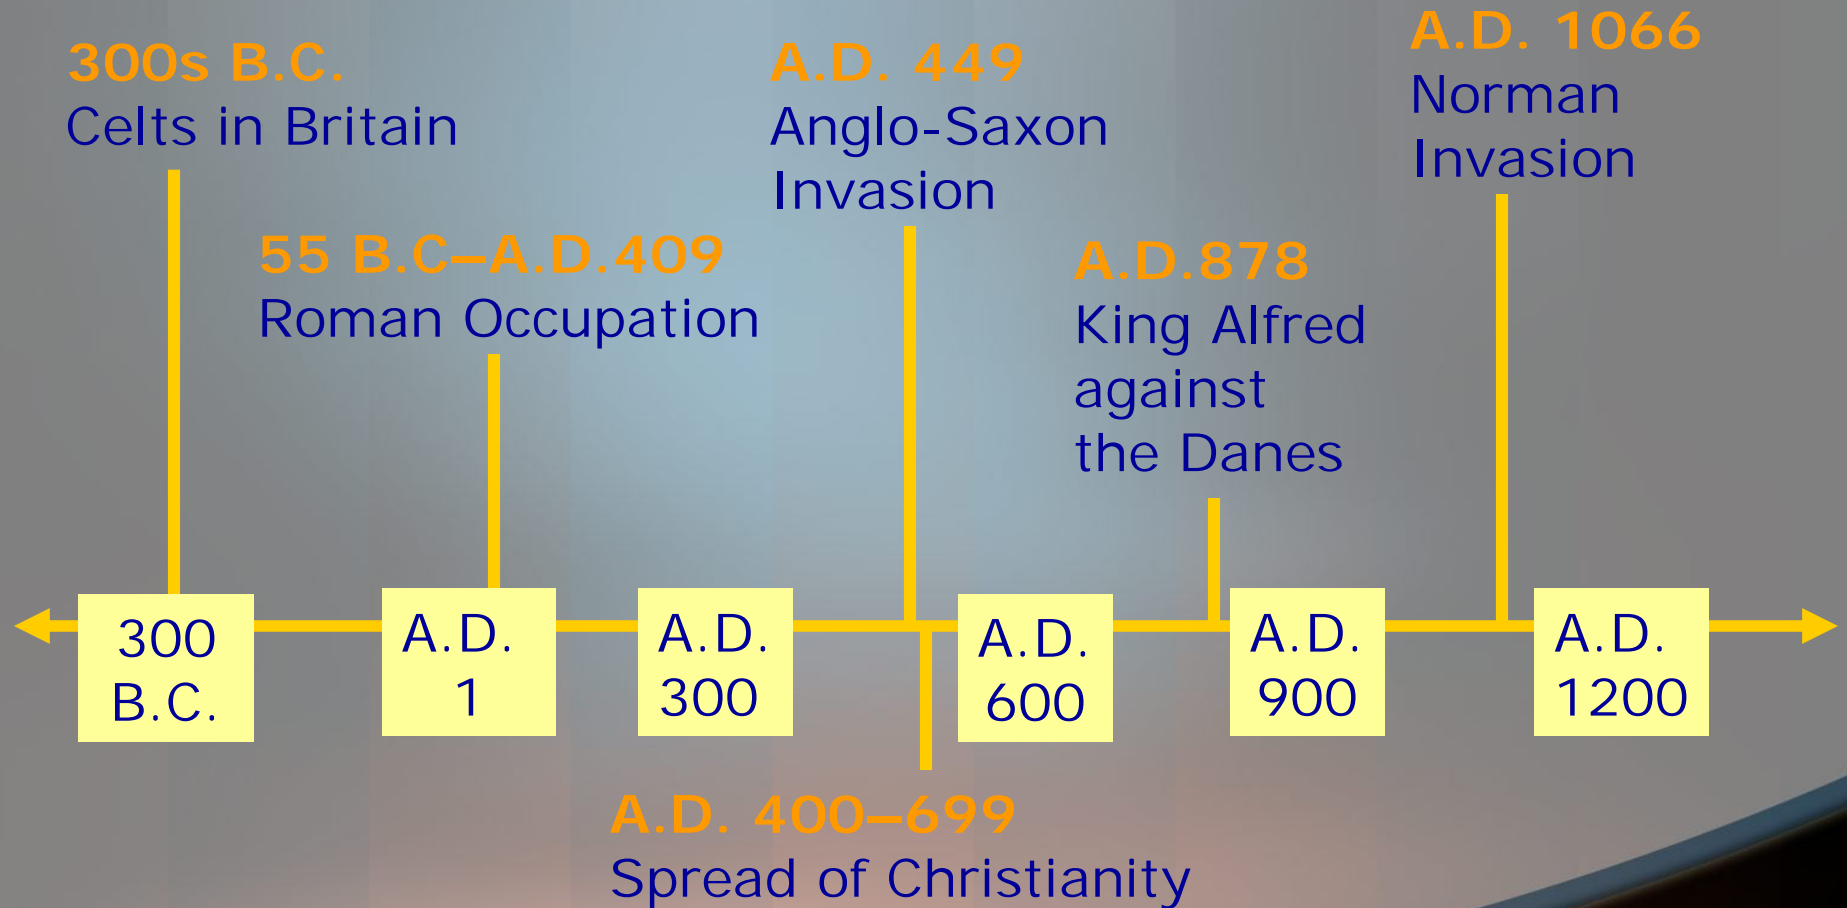 300s B.C.
Celts in Britain
55 B.C–A.D.409
Roman Occupation
A.D. 449
Anglo-Saxon
Invasion
A.D.878
King Alfred
against
the Danes
A.D. 1066
Norman
Invasion
300
B.C.
A.D.
1
A.D.
300
A.D.
600
A.D.
900
A.D.
1200
A.D. 400–699
Spread of Christianity